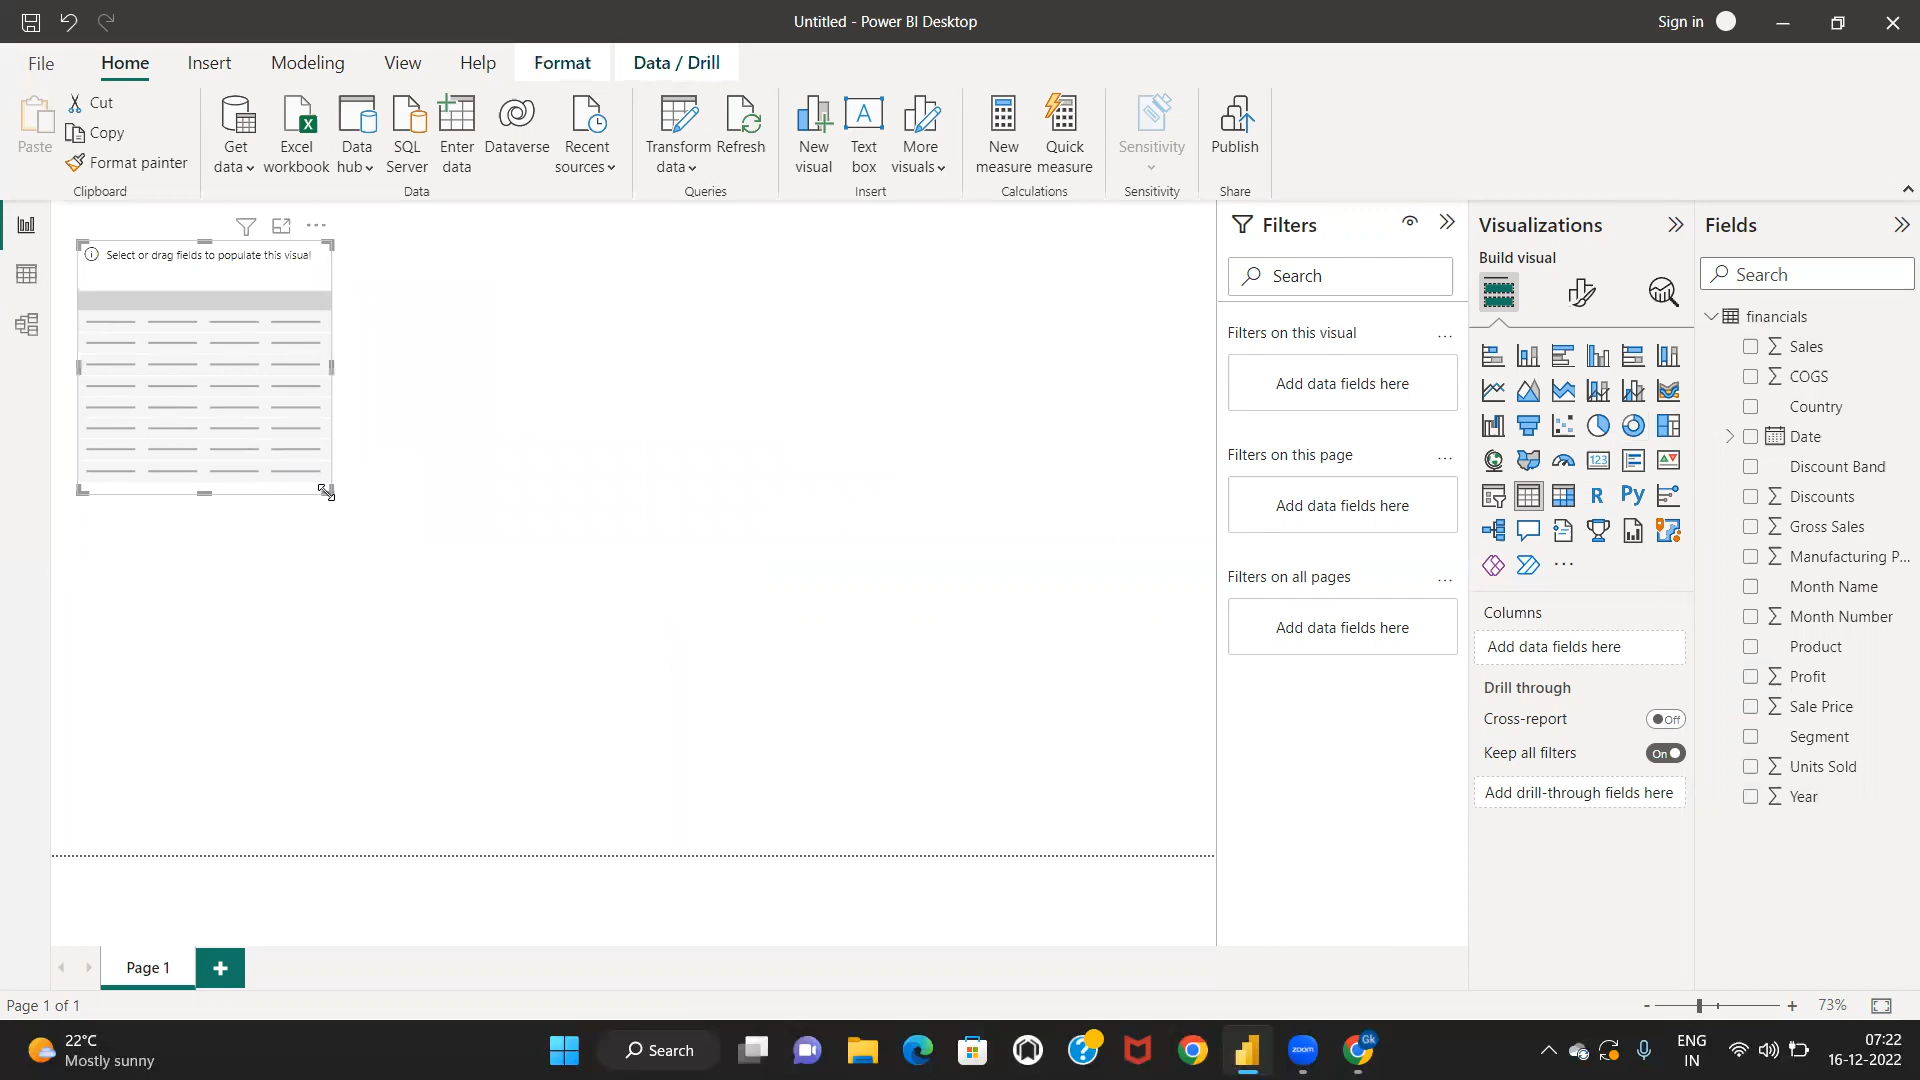 Untitled - Power BI Desktop
Sign in
File
Home
Insert
Modeling
View
Help
Format
Data / Drill
Paste
Cut
Copy
Format painter
Clipboard
Get data
Excel workbook
Data hub
SQL Server
Enter data
Dataverse
Recent sources
Data
Transform data
Refresh
Queries
New visual
A
Text box
More visuals
Insert
New measure
Quick measure
Calculations
Sensitivity
Sensitivity
Publish
Share
Select or drag fields to populate this visual
Filters
Search
Filters on this visual
...
Add data fields here
Filters on this page
...
Add data fields here
Filters on all pages
...
Add data fields here
Visualizations
Build visual
123
R
Py
...
Columns
Add data fields here
Drill through
Cross-report
Off
Keep all filters
On
Add drill-through fields here
Fields
Search
financials
Σ Sales
Σ COGS
Country
Date
Discount Band
Σ Discounts
Σ Gross Sales
Σ Manufacturing P...
Month Name
Σ Month Number
Product
Σ Profit
Σ Sale Price
Segment
Σ Units Sold
Σ Year
Page 1
+
Page 1 of 1
- + 73%
22°C
Mostly sunny
Search
zoom
Gk
ENG
IN
07:22
16-12-2022